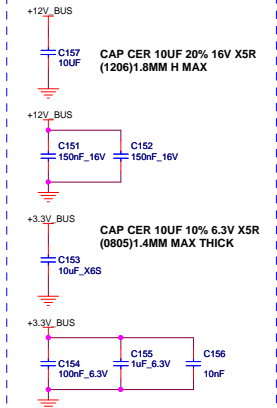 +12V_BUS
C157
10UF
CAP CER 10UF 20% 16V X5R
(1206)1.8MM H MAX
+12V_BUS
C151
150nF_16V
C152
150nF_16V
+3.3V_BUS
CAP CER 10UF 10% 6.3V X5R
(0805)1.4MM MAX THICK
C153
10uF_X6S
+3.3V_BUS
C154
100nF_6.3V
C155
1uF_6.3V
C156
10nF